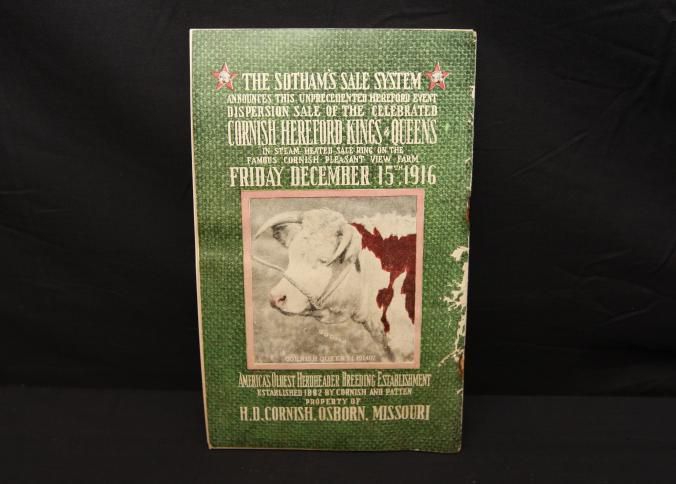 THE SOTHAM'S SALE SYSTEM
ANNOUNCES THIS UNPRECEDENTED HEREFORD EVENT
DISPERSION SALE OF THE CELEBRATED
CORNISH HEREFORD KINGS & QUEENS
IN STEAM HEATED SALE RING ON THE
FAMOUS CORNISH PLEASANT VIEW FARM
FRIDAY DECEMBER 15TH 1916
CORNISH QUEEN
AMERICA'S OLDEST HERDHEADER BREEDING ESTABLISHMENT
ESTABLISHED 1882 BY CORNISH AND PATTEN
PROPERTY OF
H.D. CORNISH, OSBORN, MISSOURI